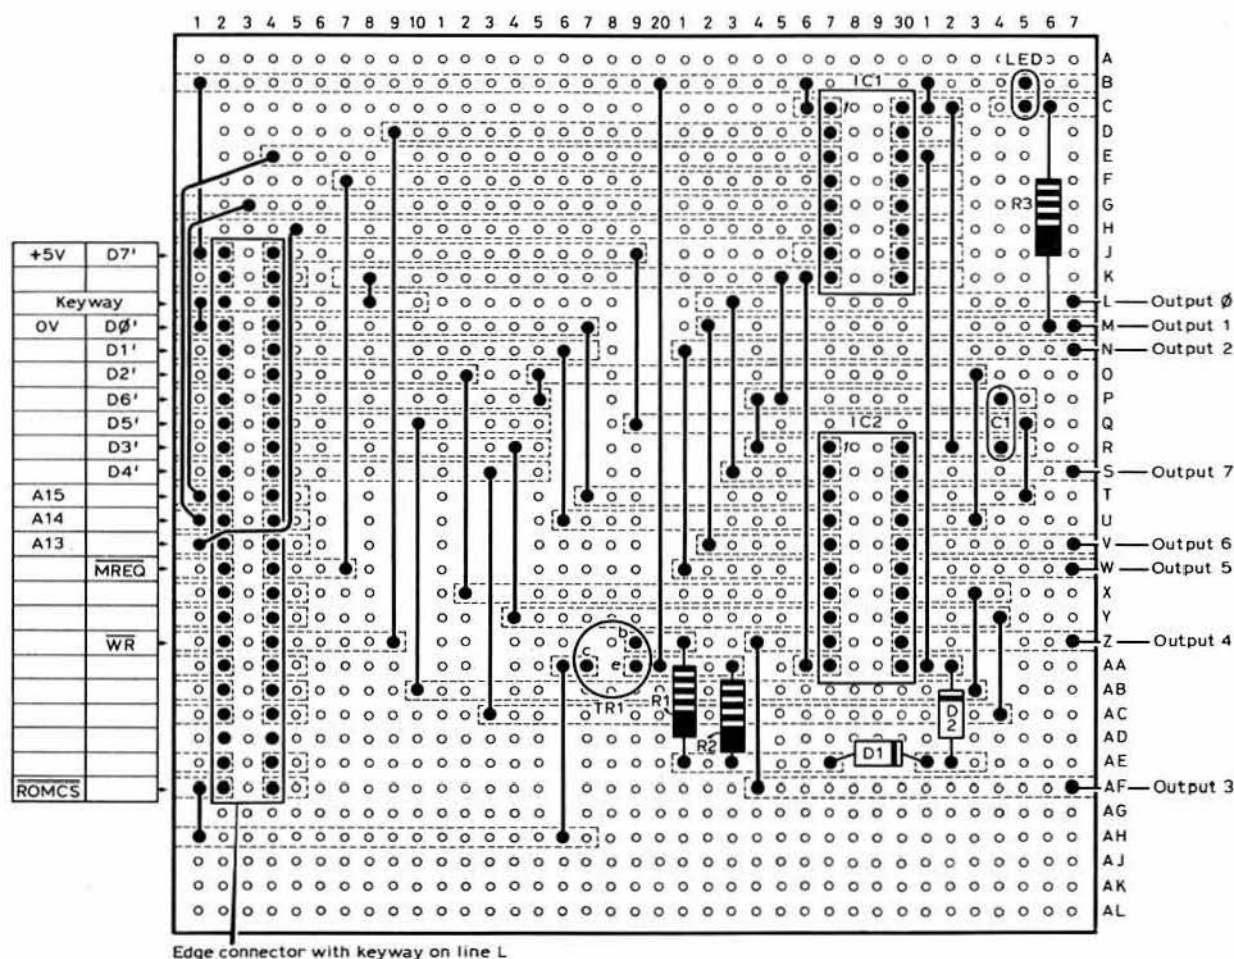 1 2 3 4 5 6 7 8 9 10 1 2 3 4 5 6 7 8 9 20 1 2 3 4 5 6 7 8 9 30 1 2 3 4 5 6 7
A
LED
B
IC1
C
1
D
E
F
R3
G
H
+5V D7'
J
K
Keyway
L Output Ø
0V DØ'
M Output 1
D1'
N Output 2
D2'
O
D6'
P
D5'
IC2
C1
Q
D3'
1
R
D4'
S Output 7
A15
T
A14
U
A13
V Output 6
MREQ
W Output 5
X
Y
b
WR
Z Output 4
c e
AA
AB
TR1
R1
D2
AC
R2
AD
D1
AE
ROMCS
AF Output 3
AG
AH
AJ
AK
AL
Edge connector with keyway on line L